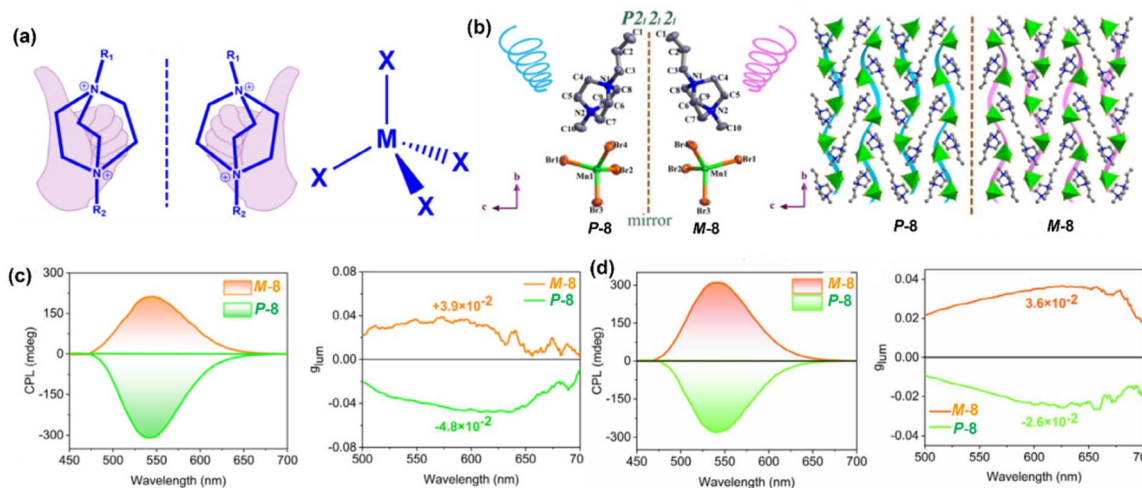 (a)
R₁
N
⊕
⊕
N
R₂
R₁
N
⊕
⊕
N
R₂
X
M
X
X
X
(b)
P2₁2₁2₁
C1
C2
C3
C4
N1
C5
C9
C8
C6
N2
C7
C10
Br4
Br1
Br2
Mn1
Br3
b
c
P-8
C1
C2
C3
N1
C4
C8
C9
C5
C6
N2
C7
C10
Br4
Br1
Br2
Mn1
Br3
M-8
mirror
b
c
P-8
M-8
(c)
CPL (mdeg)
300
150
0
-150
-300
M-8
P-8
450 500 550 600 650 700
Wavelength (nm)
g_lum
0.08
0.04
0.00
-0.04
-0.08
M-8
P-8
+3.9×10⁻²
-4.8×10⁻²
500 550 600 650 70
Wavelength (nm)
(d)
CPL (mdeg)
300
150
0
-150
-300
M-8
P-8
450 500 550 600 650 700
Wavelength (nm)
g_lum
0.04
0.02
0.00
-0.02
-0.04
3.6×10⁻²
-2.6×10⁻²
M-8
P-8
500 550 600 650 70
Wavelength (nm)